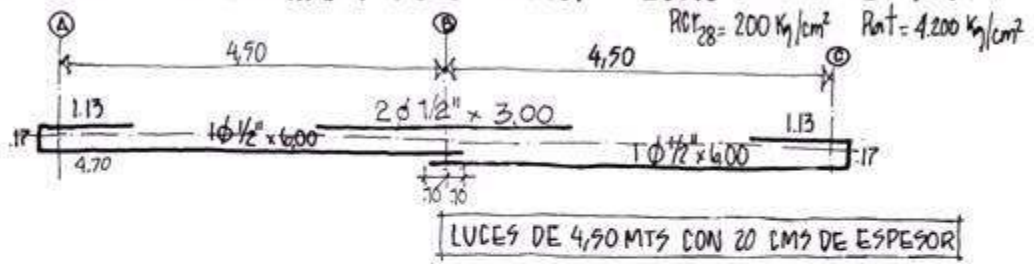 RCr28 = 200 Kg/cm² Rat = 4.200 Kg/cm²
A B C
4,50 4,50
1.13 2 ϕ 1/2" x 3.00 1.13
.17 1ϕ 1/2" x 6,00 1ϕ 1/2" x 6,00 .17
4.70
.10 .10
LUCES DE 4,50 MTS CON 20 CMS DE ESPESOR